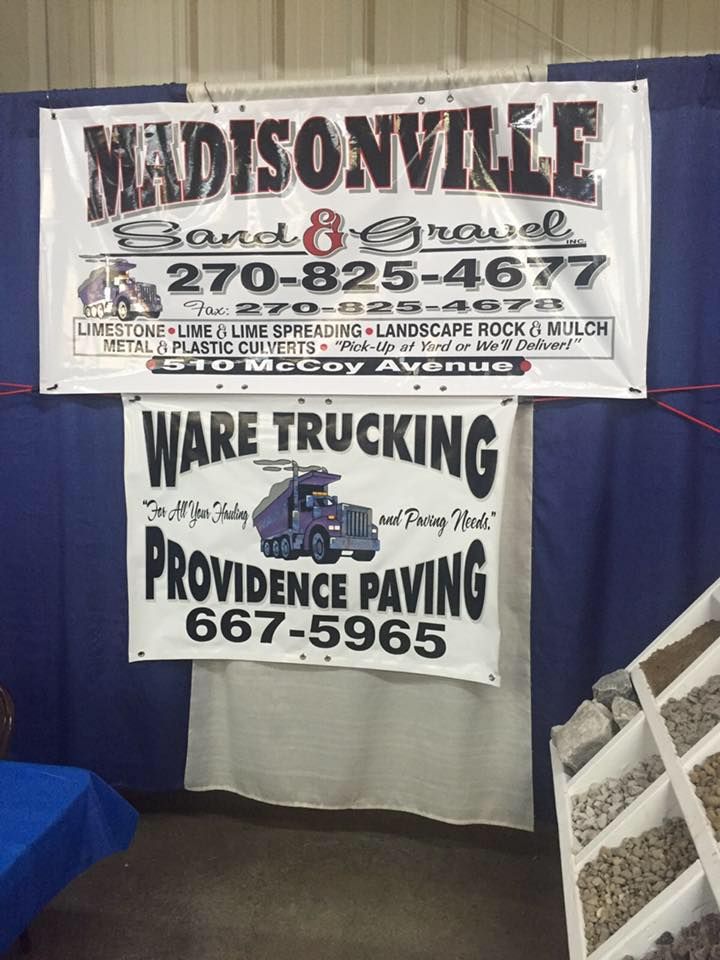 MADISONVILLE
Sand & Gravel INC.
270-825-4677
Fax: 270-825-4678
LIMESTONE • LIME & LIME SPREADING • LANDSCAPE ROCK & MULCH
METAL & PLASTIC CULVERTS • "Pick-Up at Yard or We'll Deliver!"
• 510 McCoy Avenue •
WARE TRUCKING
"For All Your Hauling and Paving Needs."
PROVIDENCE PAVING
667-5965